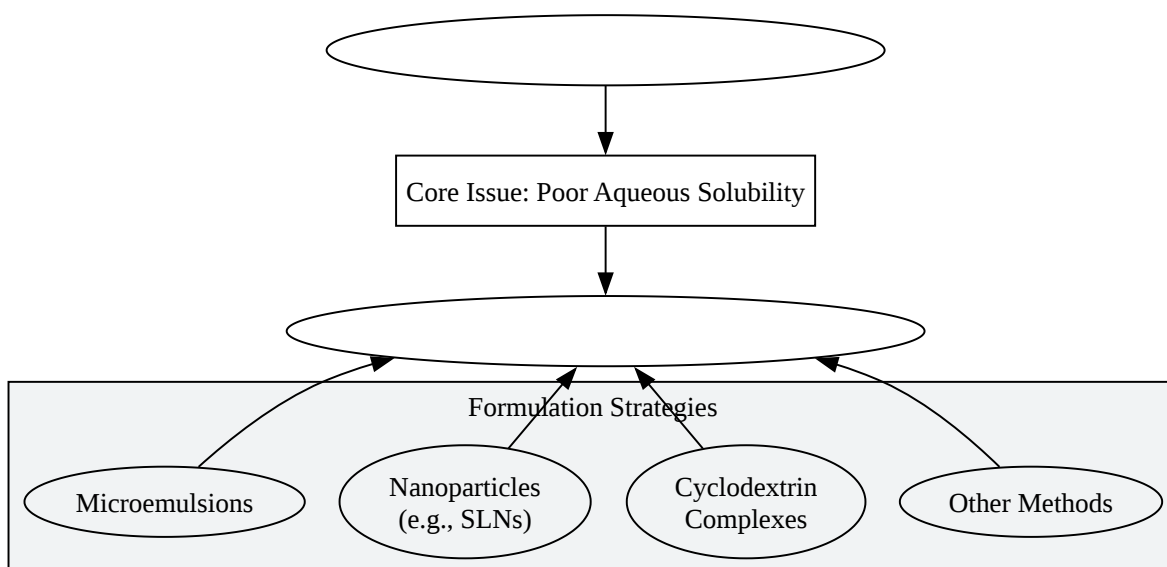 Core Issue: Poor Aqueous Solubility
Formulation Strategies
Microemulsions
Nanoparticles
(e.g., SLNs)
Cyclodextrin
Complexes
Other Methods